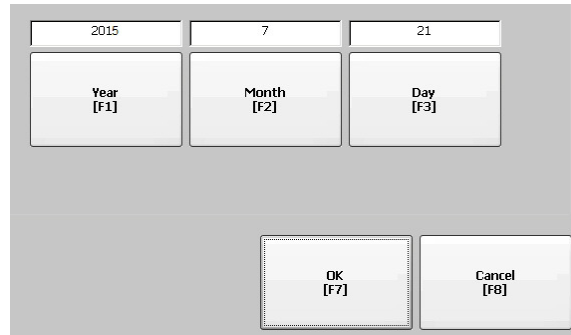 2015 7 21
Year Month Day
[F1] [F2] [F3]
OK Cancel
[F7] [F8]